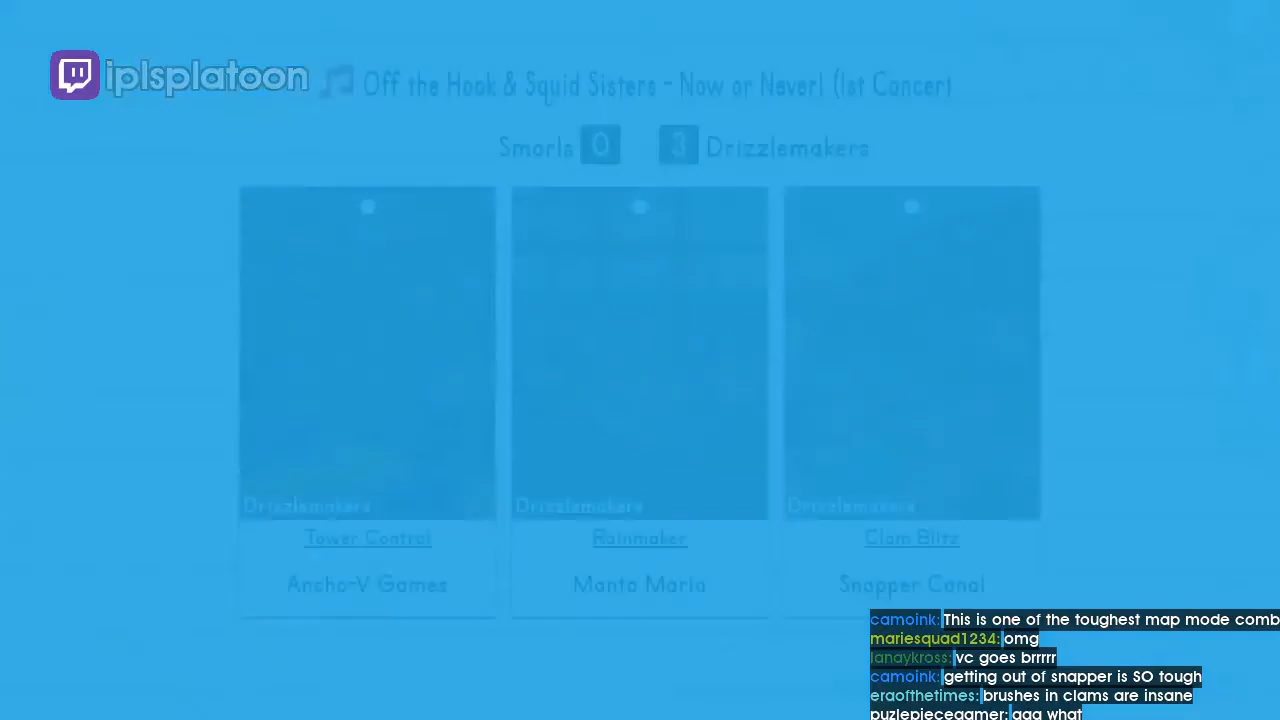 iplsplatoon
Off the Hook & Squid Sisters - Now or Never! (1st Concert)
Smorls 0 3 Drizzlemakers
Drizzlemakers Drizzlemakers Drizzlemakers
Tower Control Rainmaker Clam Blitz
Ancho-V Games Manta Maria Snapper Canal
camoink: This is one of the toughest map mode comb
mariesquad1234: omg
lanaykross: vc goes brrrrr
camoink: getting out of snapper is SO tough
eraofthetimes: brushes in clams are insane
puzlepiecegamer: aaa what